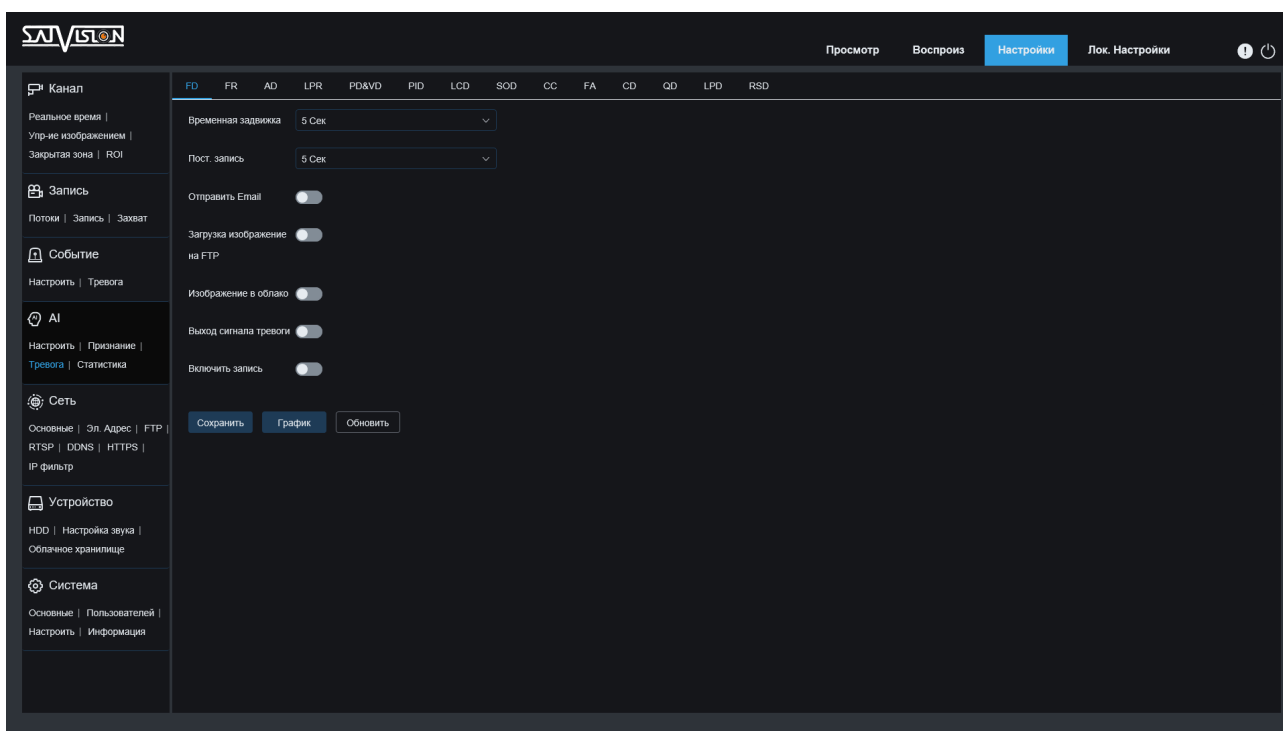 SATVISION
Просмотр Воспроиз Настройки Лок. Настройки
Канал
Реальное время |
Упр-ие изображением |
Закрытая зона | ROI
Запись
Потоки | Запись | Захват
Событие
Настроить | Тревога
AI
Настроить | Признание |
Тревога | Статистика
Сеть
Основные | Эл. Адрес | FTP |
RTSP | DDNS | HTTPS |
IP фильтр
Устройство
HDD | Настройка звука |
Облачное хранилище
Система
Основные | Пользователей |
Настроить | Информация
FD FR AD LPR PD&VD PID LCD SOD CC FA CD QD LPD RSD
Временная задвижка 5 Сек
Пост. запись 5 Сек
Отправить Email
Загрузка изображение
на FTP
Изображение в облако
Выход сигнала тревоги
Включить запись
Сохранить График Обновить